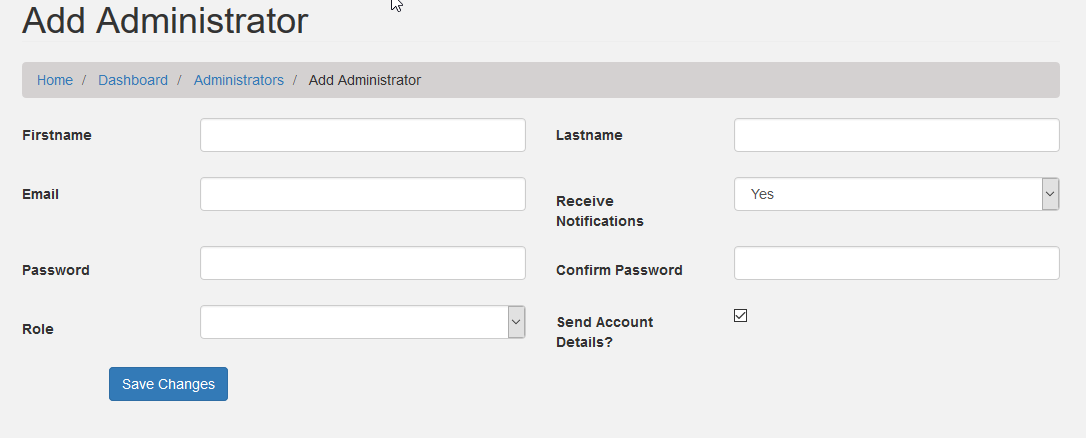 Add Administrator
Home / Dashboard / Administrators / Add Administrator
Firstname
Lastname
Email
Receive
Notifications
Yes
Password
Confirm Password
Role
Send Account
Details?
Save Changes